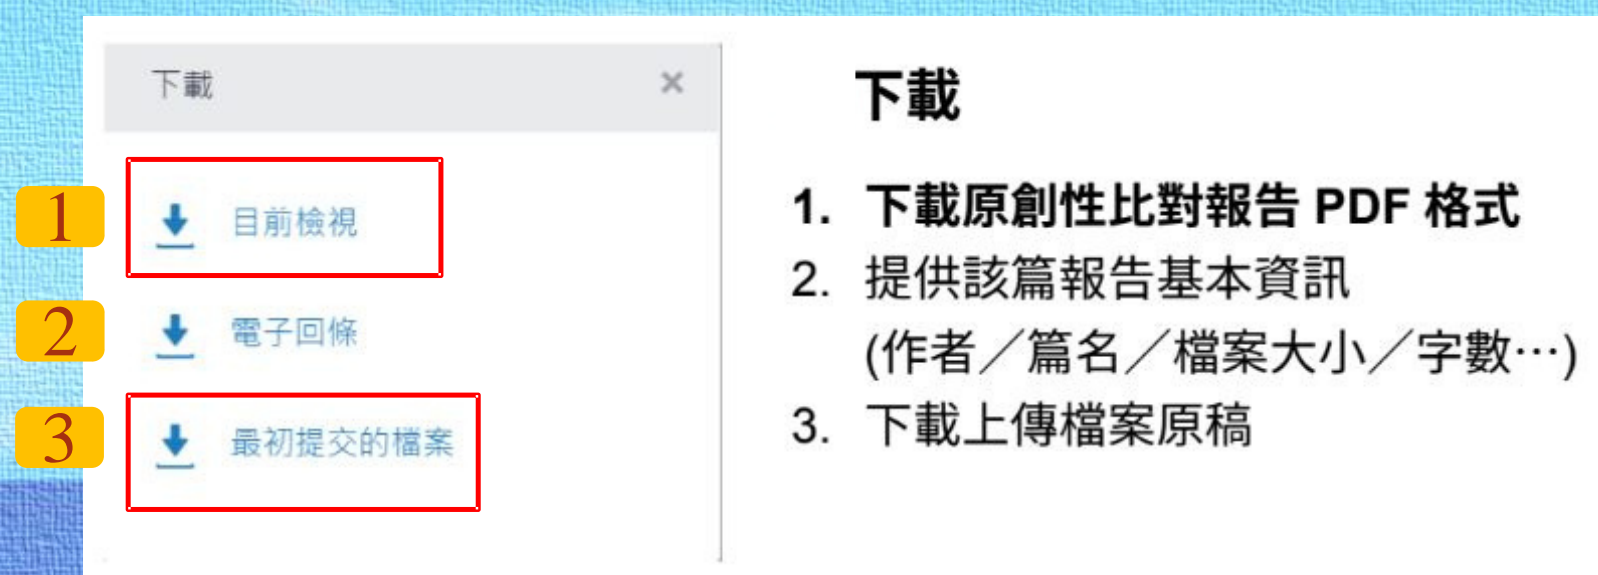 下載
×
1
目前檢視
2
電子回條
3
最初提交的檔案
下載
1. 下載原創性比對報告 PDF 格式
2. 提供該篇報告基本資訊
(作者／篇名／檔案大小／字數…)
3. 下載上傳檔案原稿